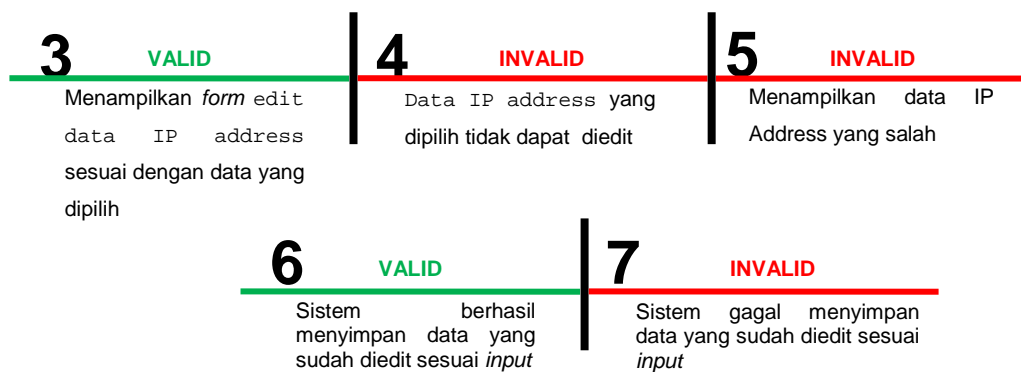 3 VALID
Menampilkan form edit
data IP address
sesuai dengan data yang
dipilih
4 INVALID
Data IP address yang
dipilih tidak dapat diedit
5 INVALID
Menampilkan data IP
Address yang salah
6 VALID
Sistem berhasil
menyimpan data yang
sudah diedit sesuai input
7 INVALID
Sistem gagal menyimpan
data yang sudah diedit sesuai
input